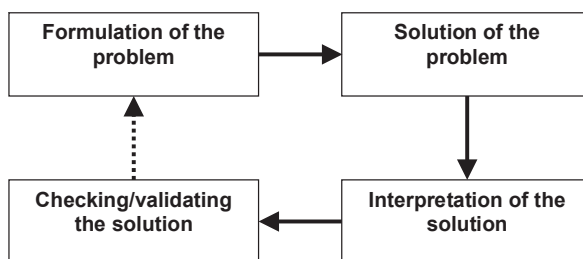 Formulation of the
problem
Solution of the
problem
Checking/validating
the solution
Interpretation of the
solution